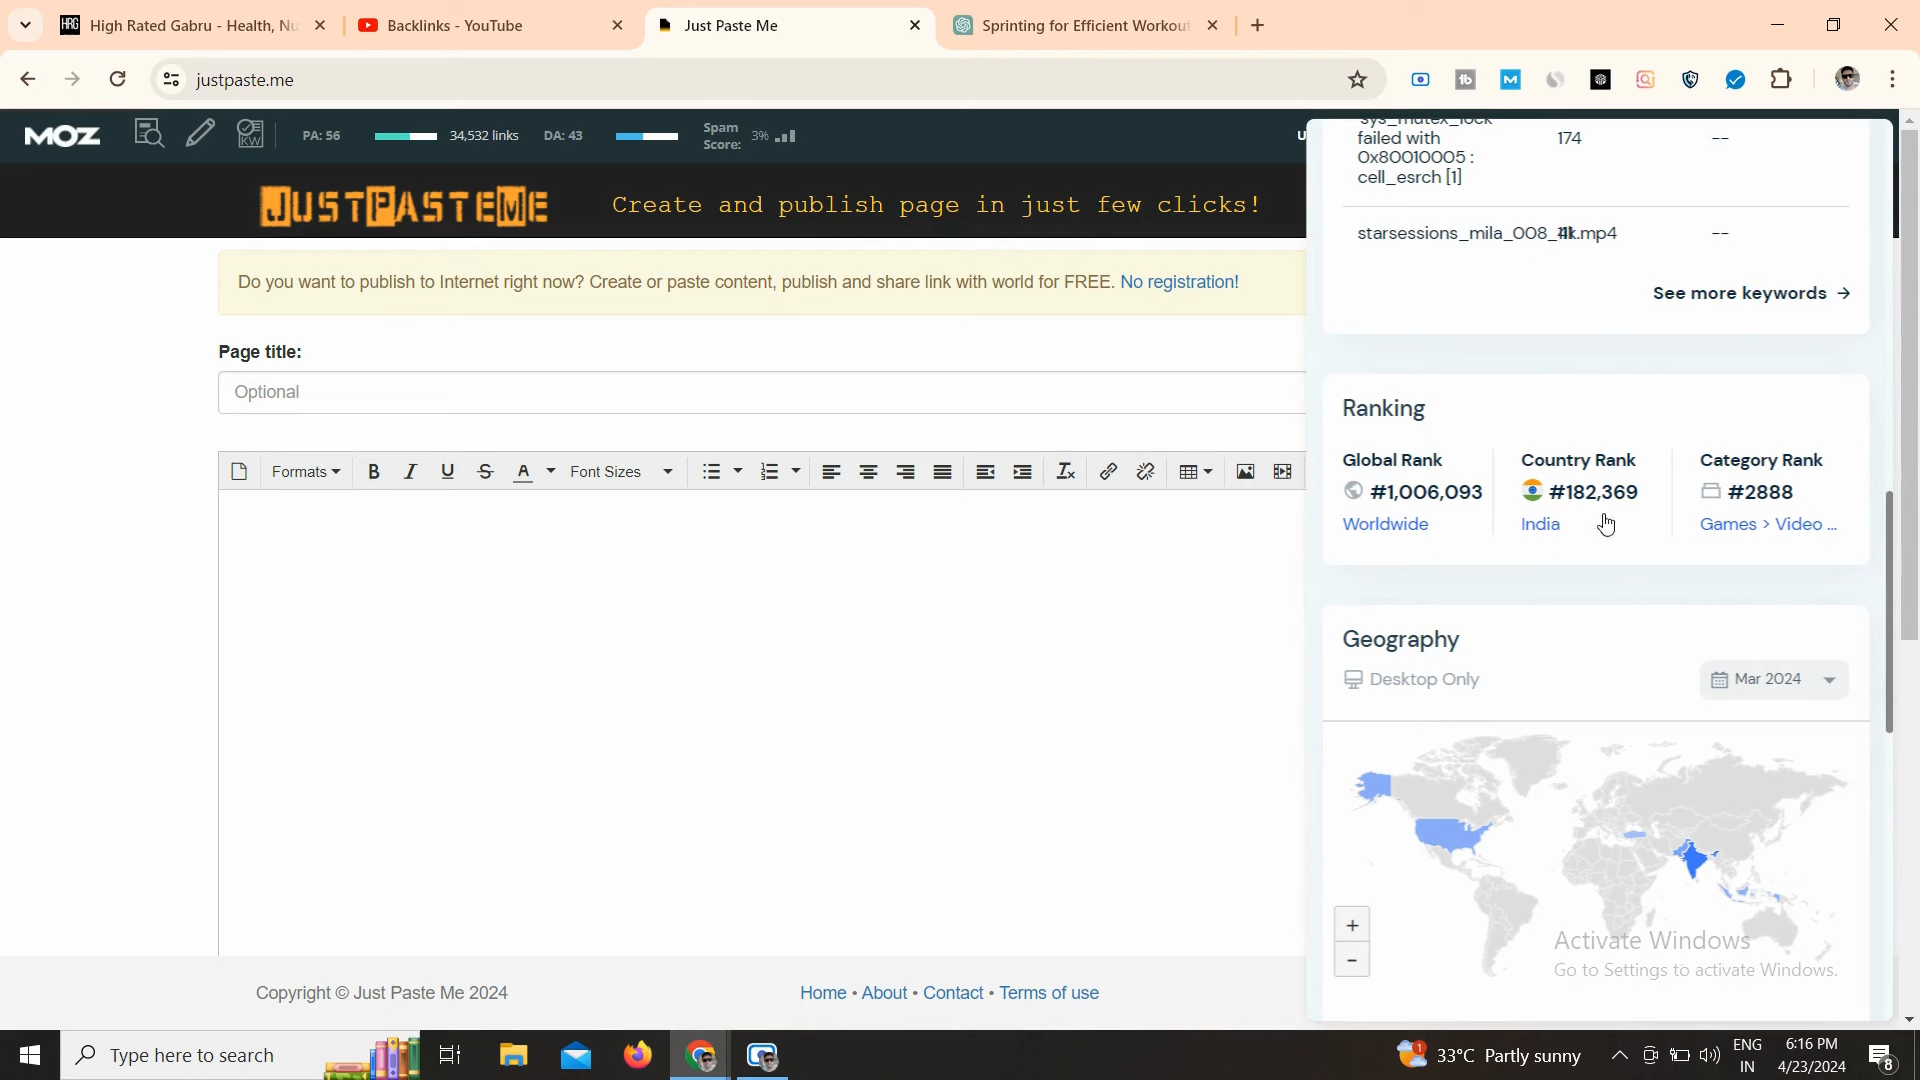 High Rated Gabru - Health, Nu
Backlinks - YouTube
Just Paste Me
Sprinting for Efficient Workout
justpaste.me
MOZ
PA: 56
34,532 links
DA: 43
Spam Score: 3%
U
JUSTPASTEME
Create and publish page in just few clicks!
Do you want to publish to Internet right now? Create or paste content, publish and share link with world for FREE. No registration!
Page title:
Optional
Formats
B I U S A
Font Sizes
sys_mutex_lock
failed with
0x80010005 :
cell_esrch [1]
174
--
starsessions_mila_008_4k.mp4
--
See more keywords →
Ranking
Global Rank
#1,006,093
Worldwide
Country Rank
#182,369
India
Category Rank
#2888
Games > Video ...
Geography
Desktop Only
Mar 2024
+
−
Activate Windows
Go to Settings to activate Windows.
Copyright © Just Paste Me 2024
Home • About • Contact • Terms of use
Type here to search
1
33°C Partly sunny
ENG
IN
6:16 PM
4/23/2024
8